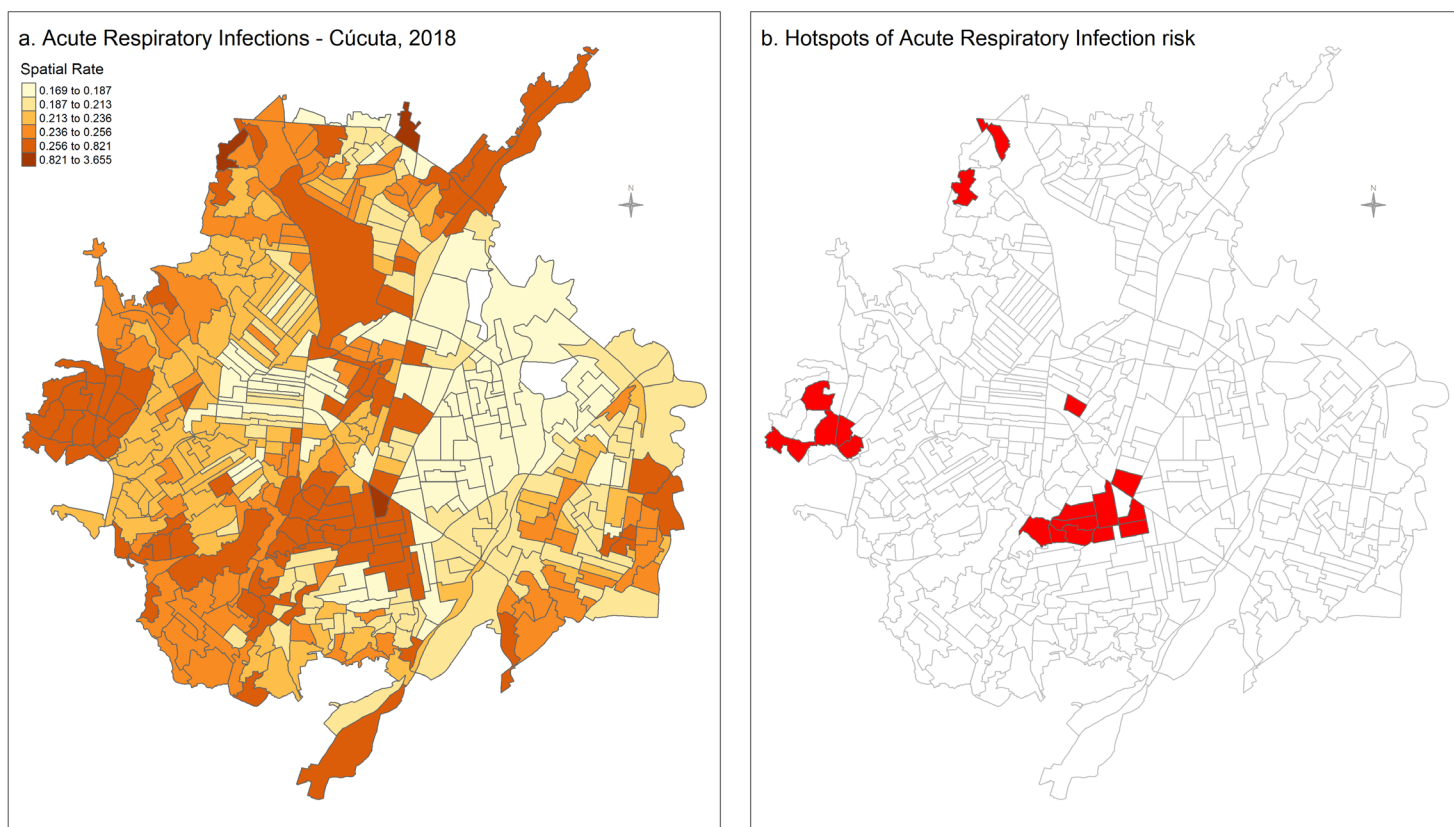 a. Acute Respiratory Infections - Cúcuta, 2018
Spatial Rate
0.169 to 0.187
0.187 to 0.213
0.213 to 0.236
0.236 to 0.256
0.256 to 0.821
0.821 to 3.655
N
b. Hotspots of Acute Respiratory Infection risk
N